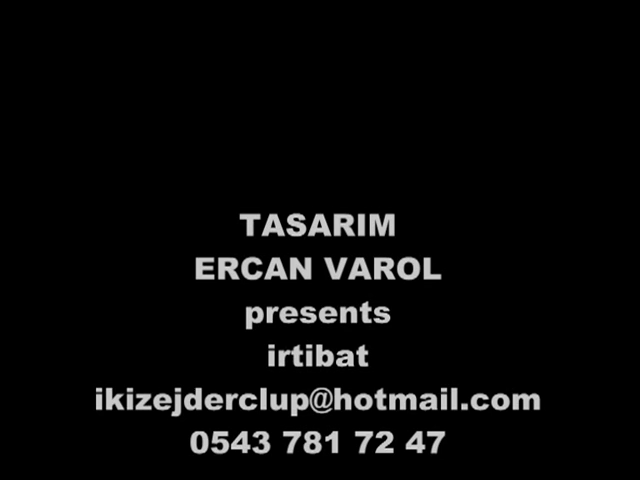 TASARIM
ERCAN VAROL
presents
irtibat
ikizejderclup@hotmail.com
0543 781 72 47